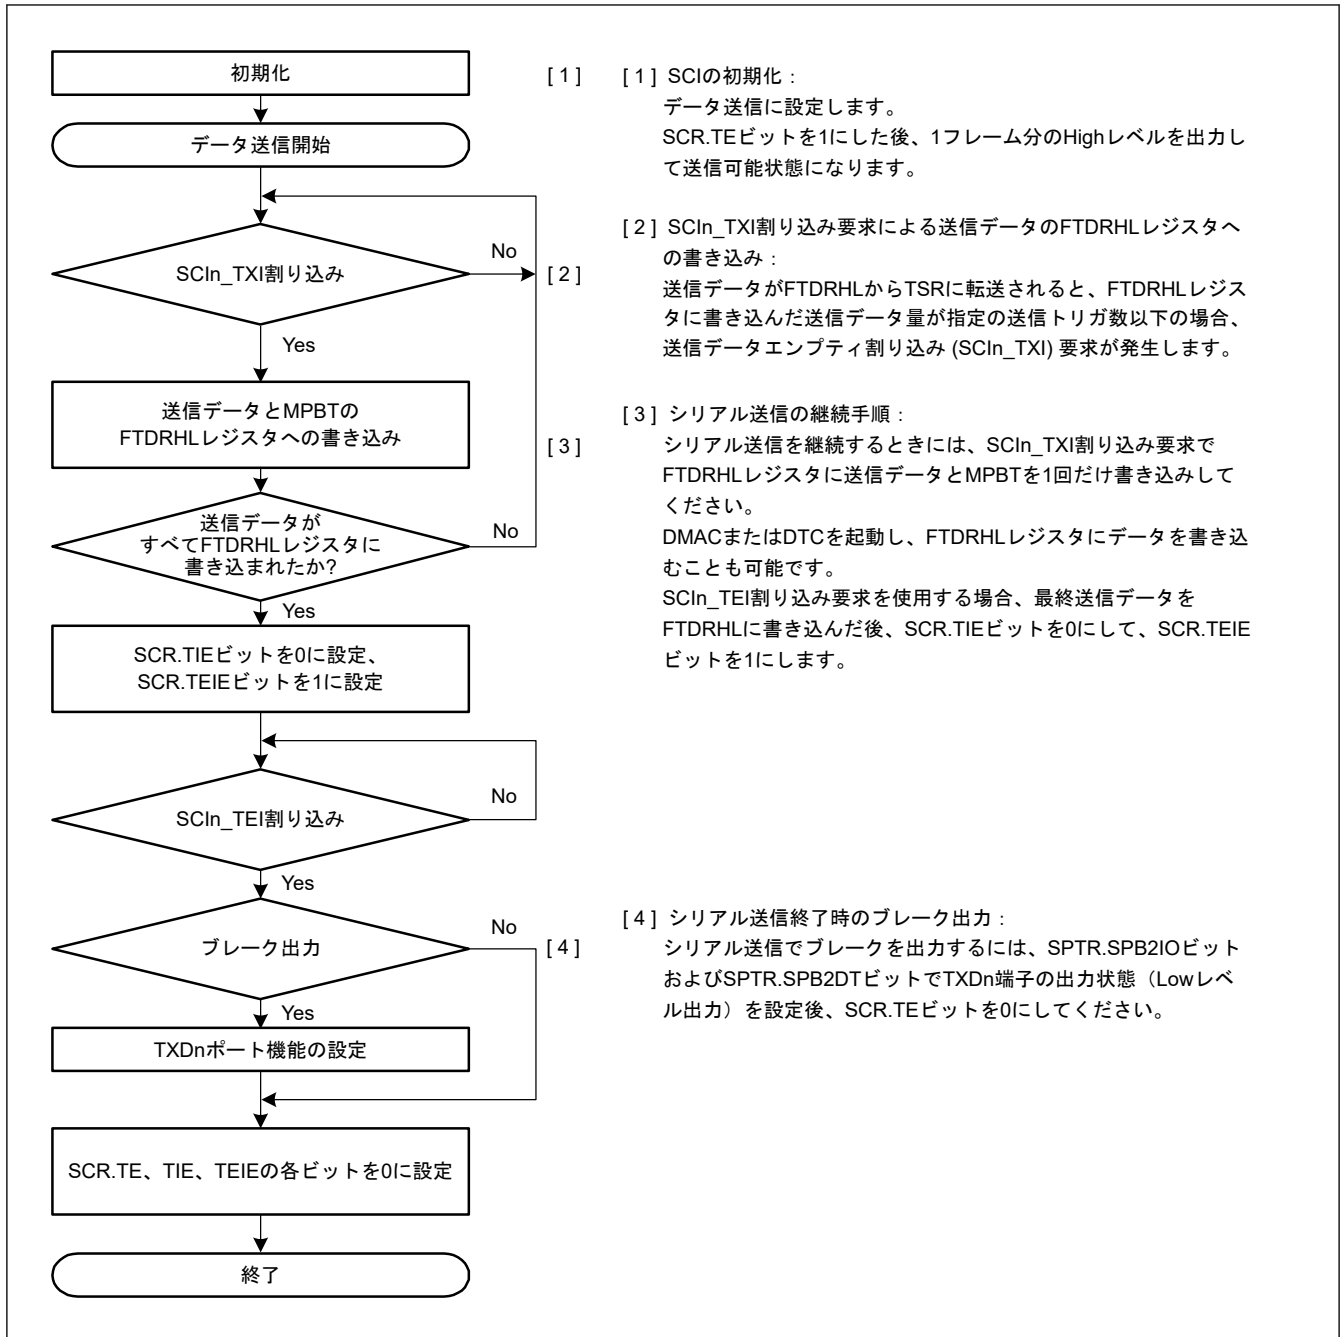 初期化
[ 1 ]
データ送信開始
SCIn_TXI割り込み
No
[ 2 ]
Yes
送信データとMPBTの
FTDRHLレジスタへの書き込み
[ 3 ]
送信データが
すべてFTDRHLレジスタに
書き込まれたか?
No
Yes
SCR.TIEビットを0に設定、
SCR.TEIEビットを1に設定
SCIn_TEI割り込み
No
Yes
ブレーク出力
No
[ 4 ]
Yes
TXDnポート機能の設定
SCR.TE、TIE、TEIEの各ビットを0に設定
終了
[ 1 ] SCIの初期化：
データ送信に設定します。
SCR.TEビットを1にした後、1フレーム分のHighレベルを出力し
て送信可能状態になります。
[ 2 ] SCIn_TXI割り込み要求による送信データのFTDRHLレジスタへ
の書き込み：
送信データがFTDRHLからTSRに転送されると、FTDRHLレジス
タに書き込んだ送信データ量が指定の送信トリガ数以下の場合、
送信データエンプティ割り込み (SCIn_TXI) 要求が発生します。
[ 3 ] シリアル送信の継続手順：
シリアル送信を継続するときには、SCIn_TXI割り込み要求で
FTDRHLレジスタに送信データとMPBTを1回だけ書き込みして
ください。
DMACまたはDTCを起動し、FTDRHLレジスタにデータを書き込
むことも可能です。
SCIn_TEI割り込み要求を使用する場合、最終送信データを
FTDRHLに書き込んだ後、SCR.TIEビットを0にして、SCR.TEIE
ビットを1にします。
[ 4 ] シリアル送信終了時のブレーク出力：
シリアル送信でブレークを出力するには、SPTR.SPB2IOビット
およびSPTR.SPB2DTビットでTXDn端子の出力状態（Lowレベ
ル出力）を設定後、SCR.TEビットを0にしてください。